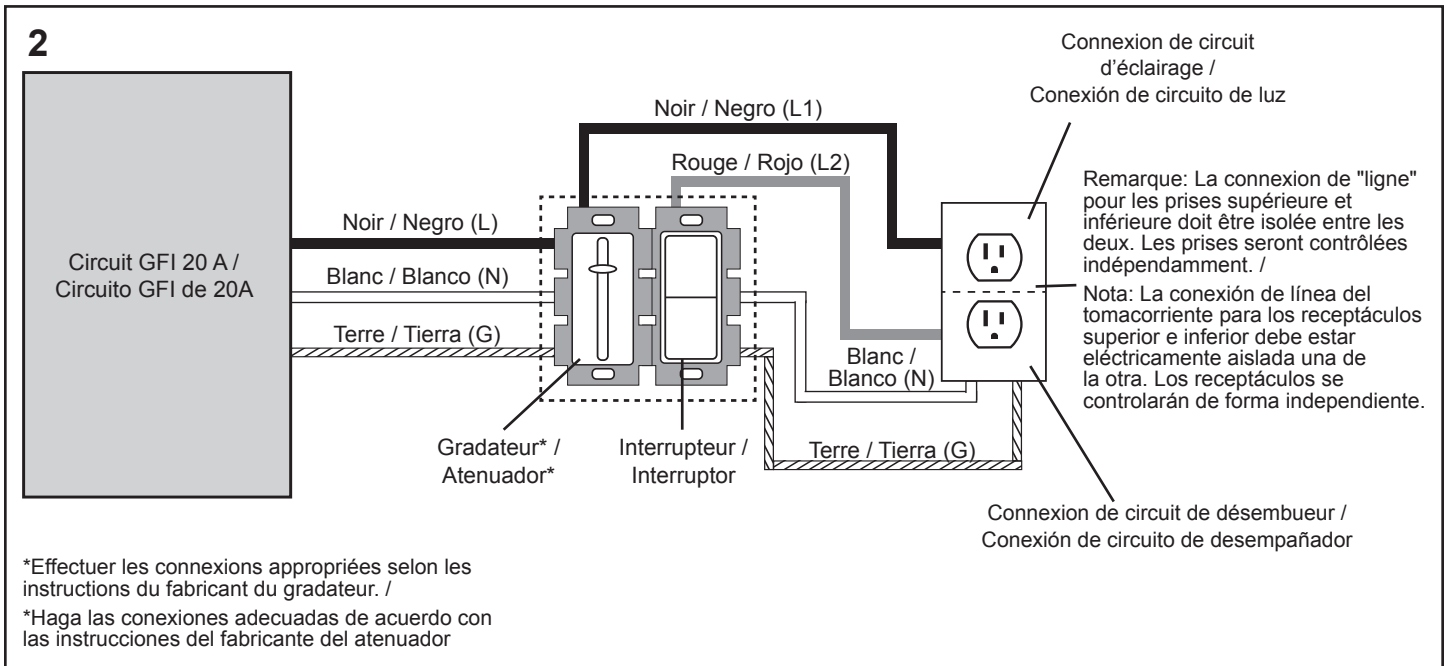 2
Connexion de circuit
d'éclairage /
Conexión de circuito de luz
Noir / Negro (L1)
Rouge / Rojo (L2)
Remarque: La connexion de "ligne"
pour les prises supérieure et
inférieure doit être isolée entre les
deux. Les prises seront contrôlées
indépendamment. /
Nota: La conexión de línea del
tomacorriente para los receptáculos
superior e inferior debe estar
eléctricamente aislada una de
la otra. Los receptáculos se
controlarán de forma independiente.
Noir / Negro (L)
Circuit GFI 20 A /
Circuito GFI de 20A
Blanc / Blanco (N)
Terre / Tierra (G)
Blanc /
Blanco (N)
Gradateur* /
Atenuador*
Interrupteur /
Interruptor
Terre / Tierra (G)
Connexion de circuit de désembueur /
Conexión de circuito de desempañador
*Effectuer les connexions appropriées selon les
instructions du fabricant du gradateur. /
*Haga las conexiones adecuadas de acuerdo con
las instrucciones del fabricante del atenuador